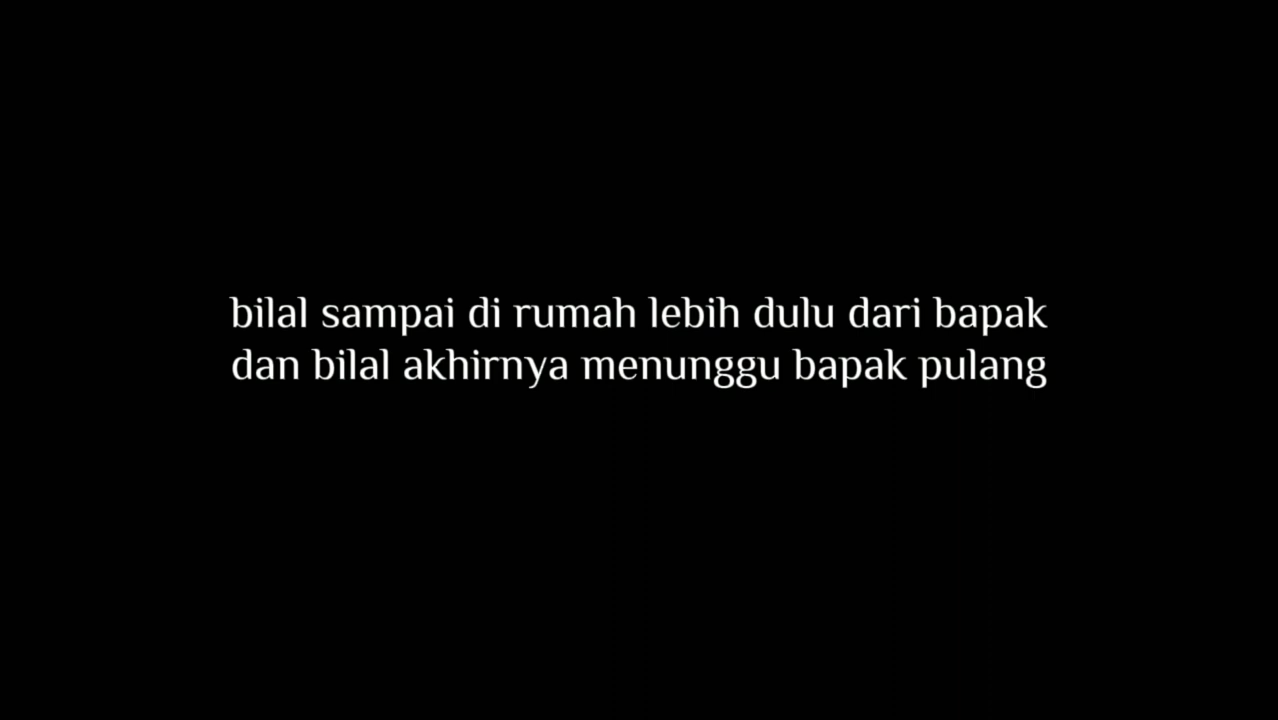 bilal sampai di rumah lebih dulu dari bapak
dan bilal akhirnya menunggu bapak pulang